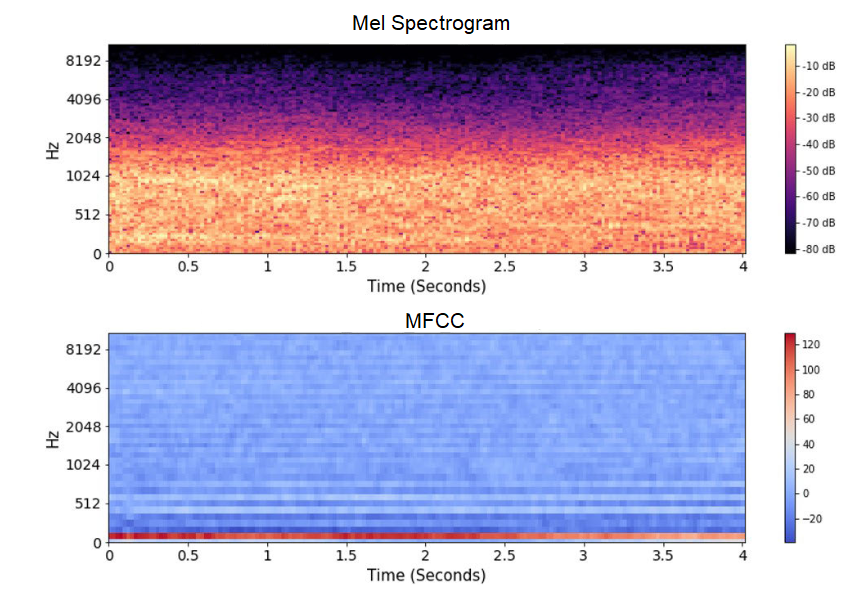 Mel Spectrogram
8192
4096
2048
1024
512
0
Hz
0 0.5 1 1.5 2 2.5 3 3.5 4
Time (Seconds)
-10 dB
-20 dB
-30 dB
-40 dB
-50 dB
-60 dB
-70 dB
-80 dB
MFCC
8192
4096
2048
1024
512
0
Hz
0 0.5 1 1.5 2 2.5 3 3.5 4
Time (Seconds)
120
100
80
60
40
20
0
−20